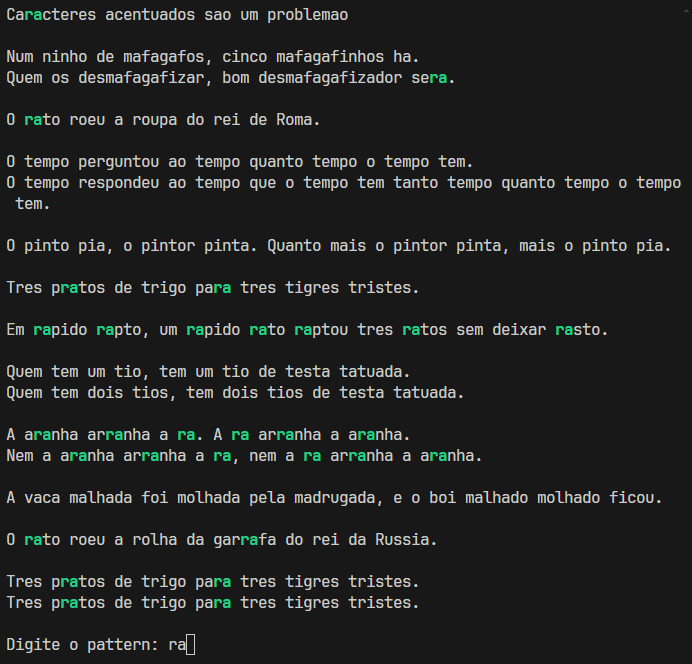 Caracteres acentuados sao um problemao
Num ninho de mafagafos, cinco mafagafinhos ha.
Quem os desmafagafizar, bom desmafagafizador sera.
O rato roeu a roupa do rei de Roma.
O tempo perguntou ao tempo quanto tempo o tempo tem.
O tempo respondeu ao tempo que o tempo tem tanto tempo quanto tempo o tempo
tem.
O pinto pia, o pintor pinta. Quanto mais o pintor pinta, mais o pinto pia.
Tres pratos de trigo para tres tigres tristes.
Em rapido rapto, um rapido rato raptou tres ratos sem deixar rasto.
Quem tem um tio, tem um tio de testa tatuada.
Quem tem dois tios, tem dois tios de testa tatuada.
A aranha arranha a ra. A ra arranha a aranha.
Nem a aranha arranha a ra, nem a ra arranha a aranha.
A vaca malhada foi molhada pela madrugada, e o boi malhado molhado ficou.
O rato roeu a rolha da garrafa do rei da Russia.
Tres pratos de trigo para tres tigres tristes.
Tres pratos de trigo para tres tigres tristes.
Digite o pattern: ra